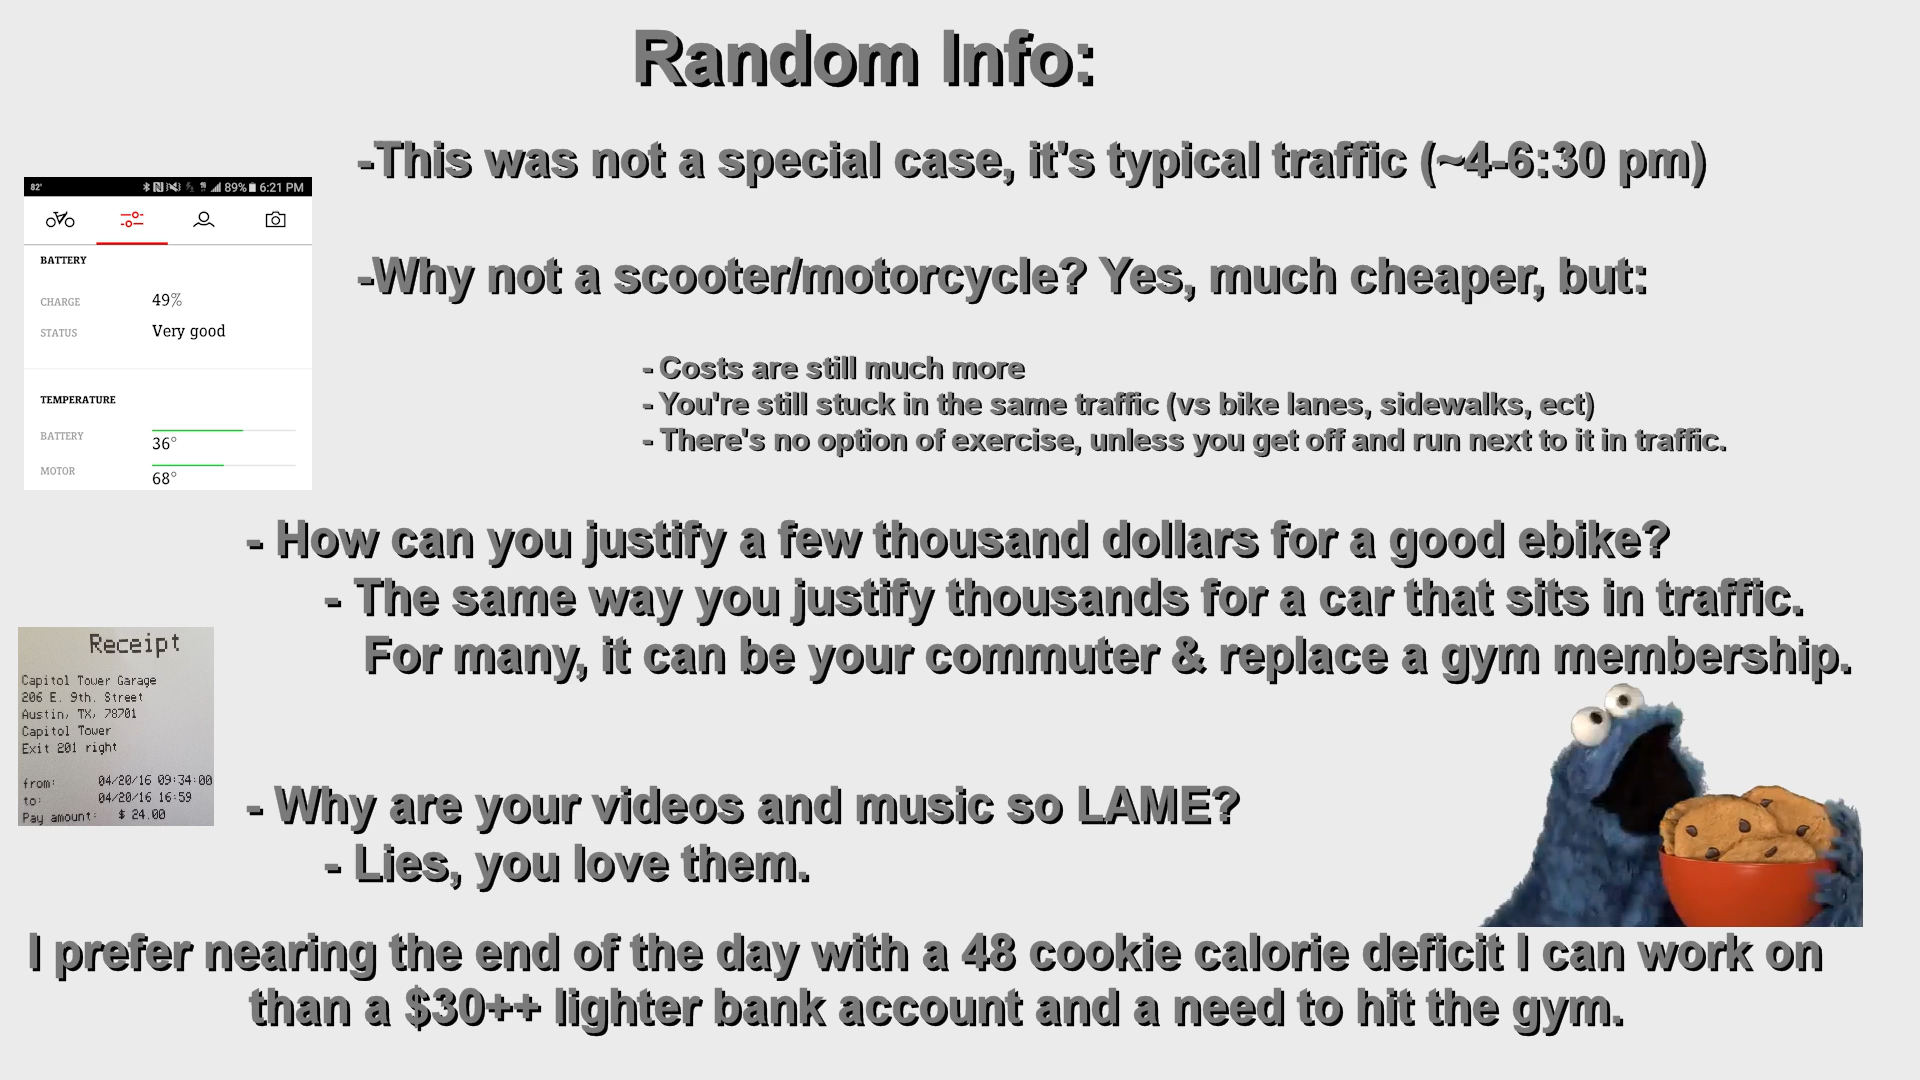 Random Info:
-This was not a special case, it's typical traffic (~4-6:30 pm)
82°
89% 6:21 PM
BATTERY
CHARGE 49%
STATUS Very good
TEMPERATURE
BATTERY 36°
MOTOR 68°
-Why not a scooter/motorcycle? Yes, much cheaper, but:
- Costs are still much more
- You're still stuck in the same traffic (vs bike lanes, sidewalks, ect)
- There's no option of exercise, unless you get off and run next to it in traffic.
- How can you justify a few thousand dollars for a good ebike?
- The same way you justify thousands for a car that sits in traffic.
For many, it can be your commuter & replace a gym membership.
Receipt
Capitol Tower Garage
206 E. 9th. Street
Austin, TX, 78701
Capitol Tower
Exit 201 right
from: 04/20/16 09:34:00
to: 04/20/16 16:59
Pay amount: $ 24.00
- Why are your videos and music so LAME?
- Lies, you love them.
I prefer nearing the end of the day with a 48 cookie calorie deficit I can work on
than a $30++ lighter bank account and a need to hit the gym.